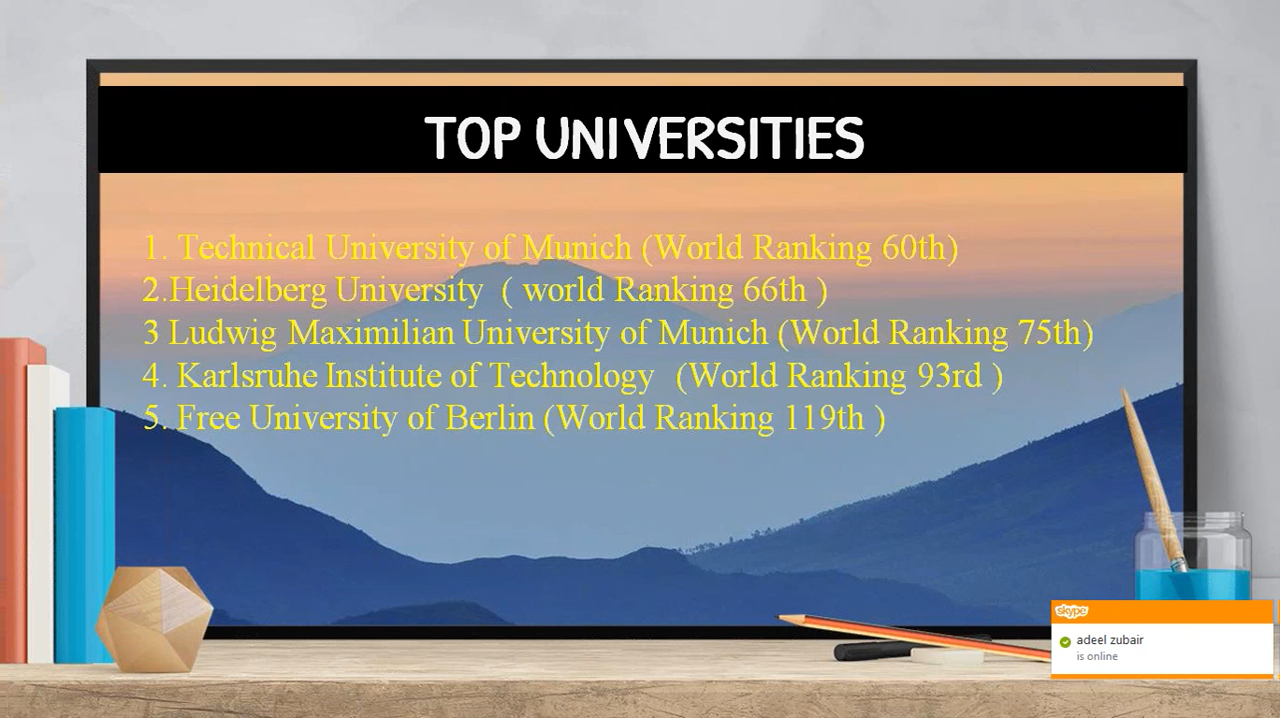 TOP UNIVERSITIES
1. Technical University of Munich (World Ranking 60th)
2.Heidelberg University ( world Ranking 66th )
3 Ludwig Maximilian University of Munich (World Ranking 75th)
4. Karlsruhe Institute of Technology (World Ranking 93rd )
5. Free University of Berlin (World Ranking 119th )
skype
adeel zubair
is online